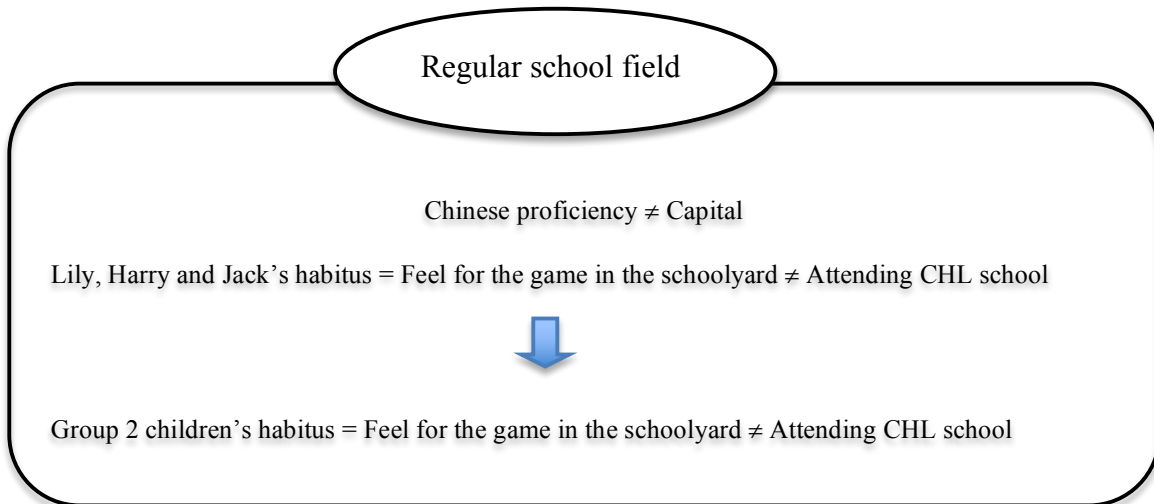 Regular school field
Chinese proficiency ≠ Capital
Lily, Harry and Jack’s habitus = Feel for the game in the schoolyard ≠ Attending CHL school
Group 2 children’s habitus = Feel for the game in the schoolyard ≠ Attending CHL school